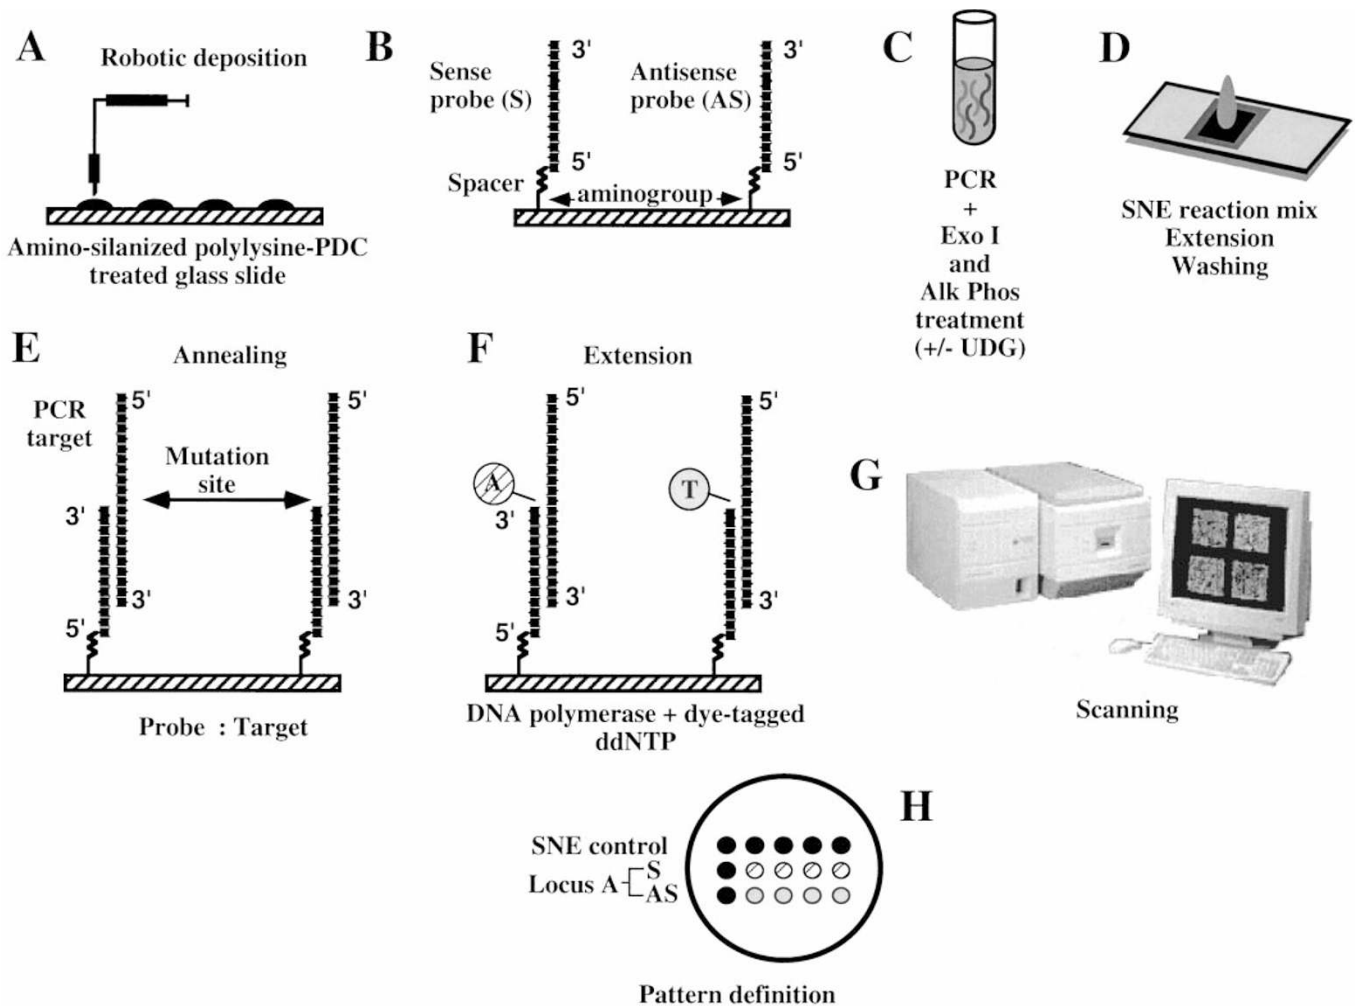 A
Robotic deposition
Amino-silanized polylysine-PDC
treated glass slide
B
Sense
probe (S)
3'
Antisense
probe (AS)
3'
5'
5'
Spacer
aminogroup
C
PCR
+
Exo I
and
Alk Phos
treatment
(+/- UDG)
D
SNE reaction mix
Extension
Washing
E
Annealing
PCR
target
5'
5'
Mutation
site
3'
3'
3'
5'
Probe : Target
F
Extension
5'
5'
A
T
3'
3'
3'
5'
DNA polymerase + dye-tagged
ddNTP
G
Scanning
H
SNE control
Locus A
S
AS
Pattern definition